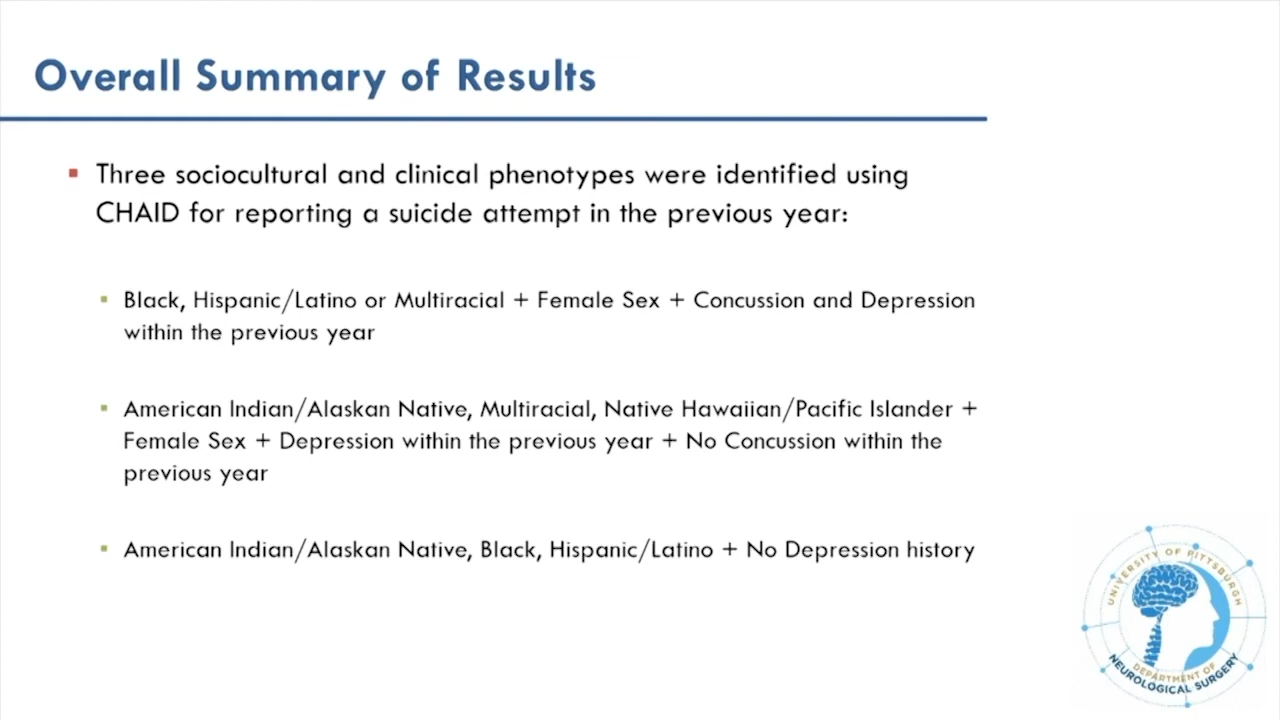 Overall Summary of Results
Three sociocultural and clinical phenotypes were identified using
CHAID for reporting a suicide attempt in the previous year:
Black, Hispanic/Latino or Multiracial + Female Sex + Concussion and Depression
within the previous year
American Indian/Alaskan Native, Multiracial, Native Hawaiian/Pacific Islander +
Female Sex + Depression within the previous year + No Concussion within the
previous year
American Indian/Alaskan Native, Black, Hispanic/Latino + No Depression history
UNIVERSITY OF PITTSBURGH
DEPARTMENT OF
NEUROLOGICAL SURGERY